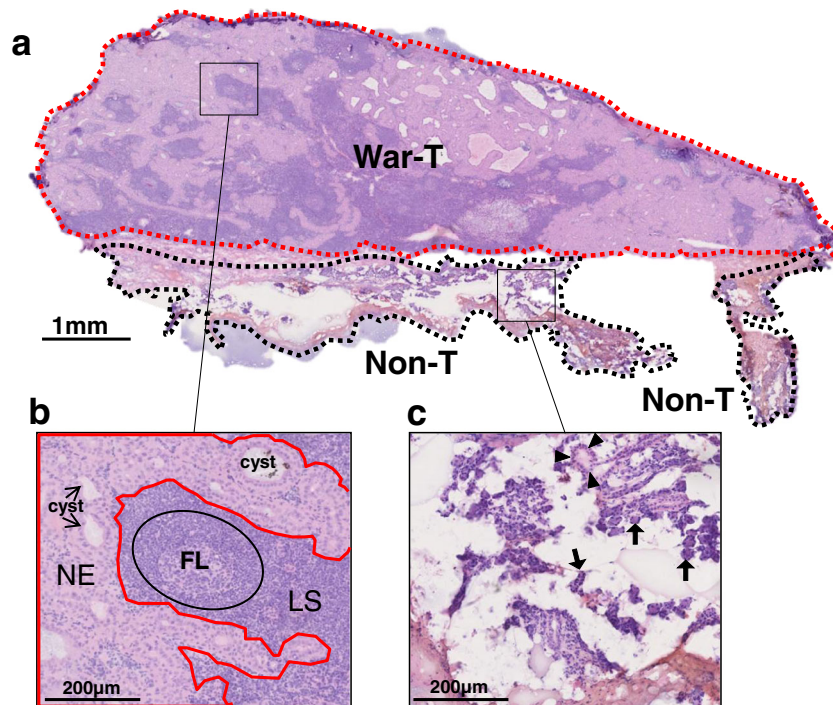 a
War-T
1mm
Non-T
Non-T
b
cyst
cyst
FL
NE
LS
200µm
c
200µm